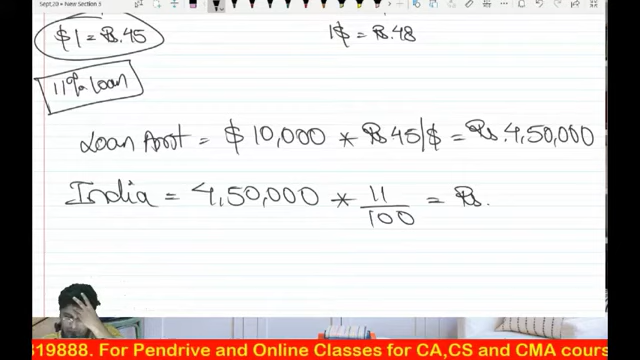 Sept.20 • New Section 3
$1 = Rs.45
1$ = Rs.48
11% loan
Loan Amt = $10,000 * Rs 45/$ = Rs. 4,50,000
India = 4,50,000 * 11/100 = Rs.
319888. For Pendrive and Online Classes for CA,CS and CMA cours